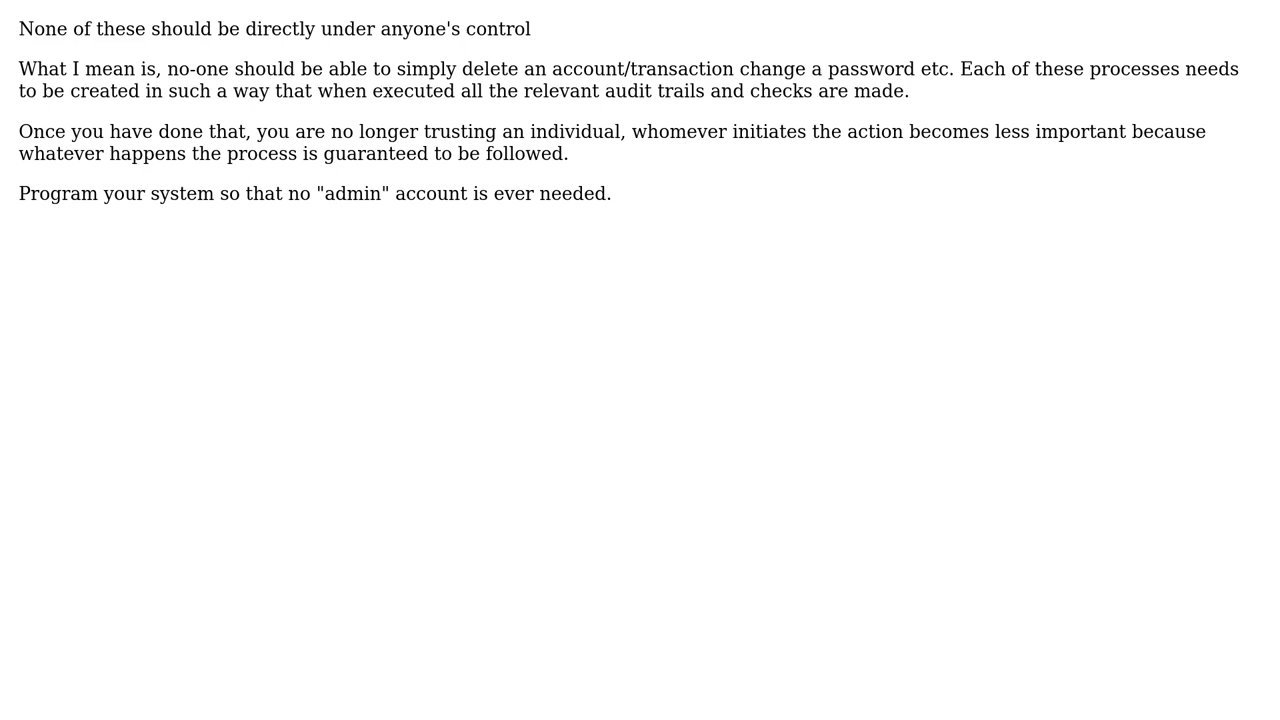 None of these should be directly under anyone's control
What I mean is, no-one should be able to simply delete an account/transaction change a password etc. Each of these processes needs
to be created in such a way that when executed all the relevant audit trails and checks are made.
Once you have done that, you are no longer trusting an individual, whomever initiates the action becomes less important because
whatever happens the process is guaranteed to be followed.
Program your system so that no "admin" account is ever needed.